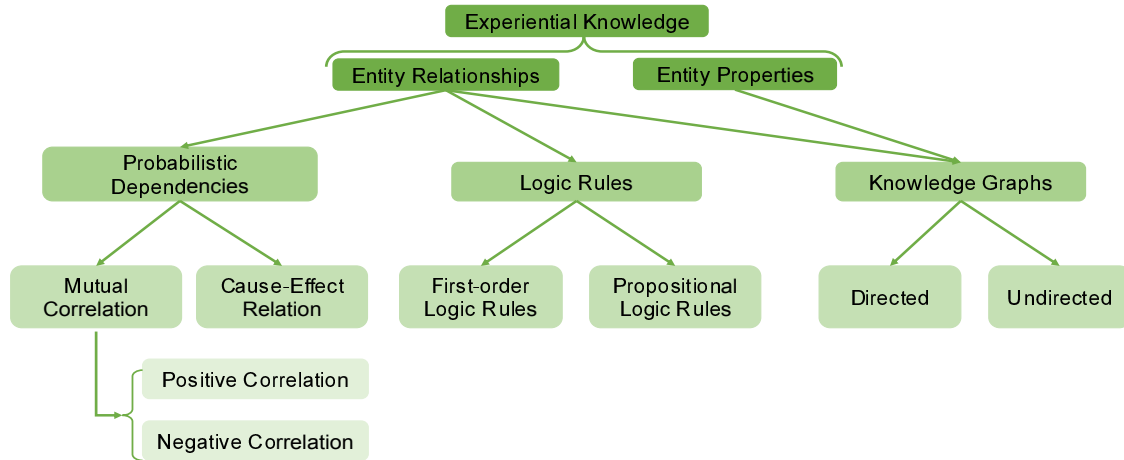 Experiential Knowledge
Entity Relationships
Entity Properties
Probabilistic
Dependencies
Logic Rules
Knowledge Graphs
Mutual
Correlation
Cause-Effect
Relation
First-order
Logic Rules
Propositional
Logic Rules
Directed
Undirected
Positive Correlation
Negative Correlation